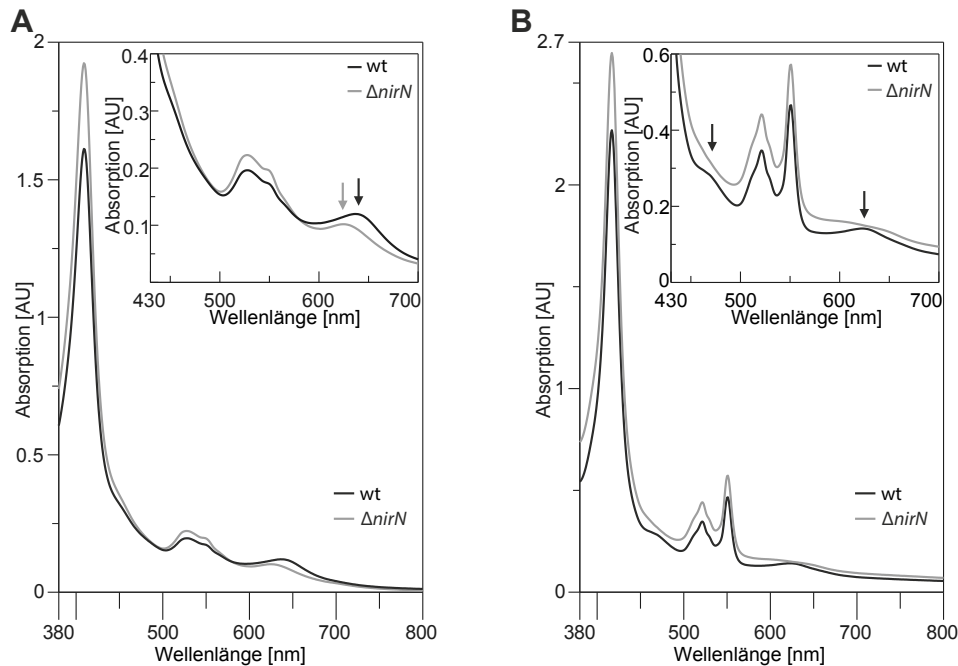 A
Absorption [AU]
2
1.5
1
0.5
0
380
500
600
700
800
Wellenlänge [nm]
wt
ΔnirN
Absorption [AU]
0.4
0.3
0.2
0.1
430
500
600
700
Wellenlänge [nm]
wt
ΔnirN
B
Absorption [AU]
2.7
2
1
0
380
500
600
700
800
Wellenlänge [nm]
wt
ΔnirN
Absorption [AU]
0.6
0.4
0.2
0
430
500
600
700
Wellenlänge [nm]
wt
ΔnirN